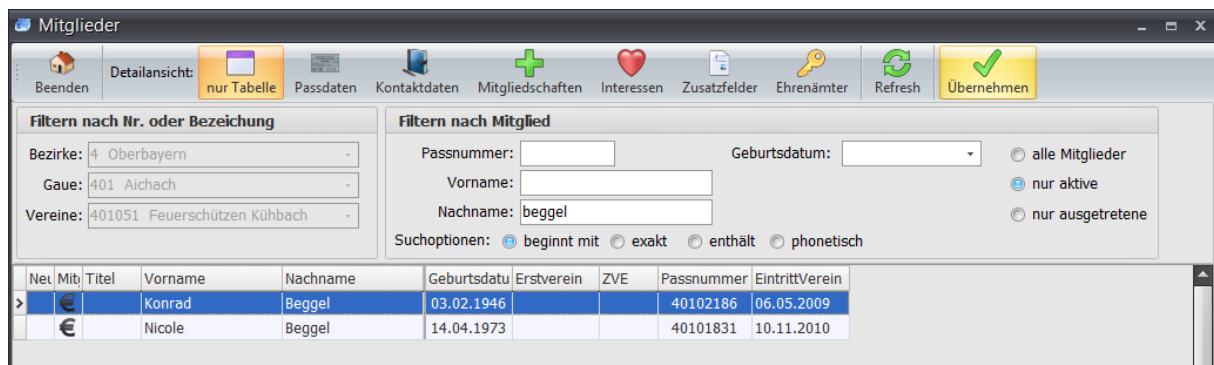 Mitglieder
Beenden Detailansicht: nur Tabelle Passdaten Kontaktdaten Mitgliedschaften Interessen Zusatzfelder Ehrenämter Refresh Übernehmen
Filtern nach Nr. oder Bezeichung Filtern nach Mitglied
Bezirke: 4 Oberbayern Passnummer: Geburtsdatum: alle Mitglieder
Gaue: 401 Aichach Vorname: nur aktive
Vereine: 401051 Feuerschützen Kühbach Nachname: beggel nur ausgetretene
Suchoptionen: beginnt mit exakt enthält phonetisch
Neu Mitg Titel Vorname Nachname Geburtsdatu Erstverein ZVE Passnummer EintrittVerein
€ Konrad Beggel 03.02.1946 40102186 06.05.2009
€ Nicole Beggel 14.04.1973 40101831 10.11.2010